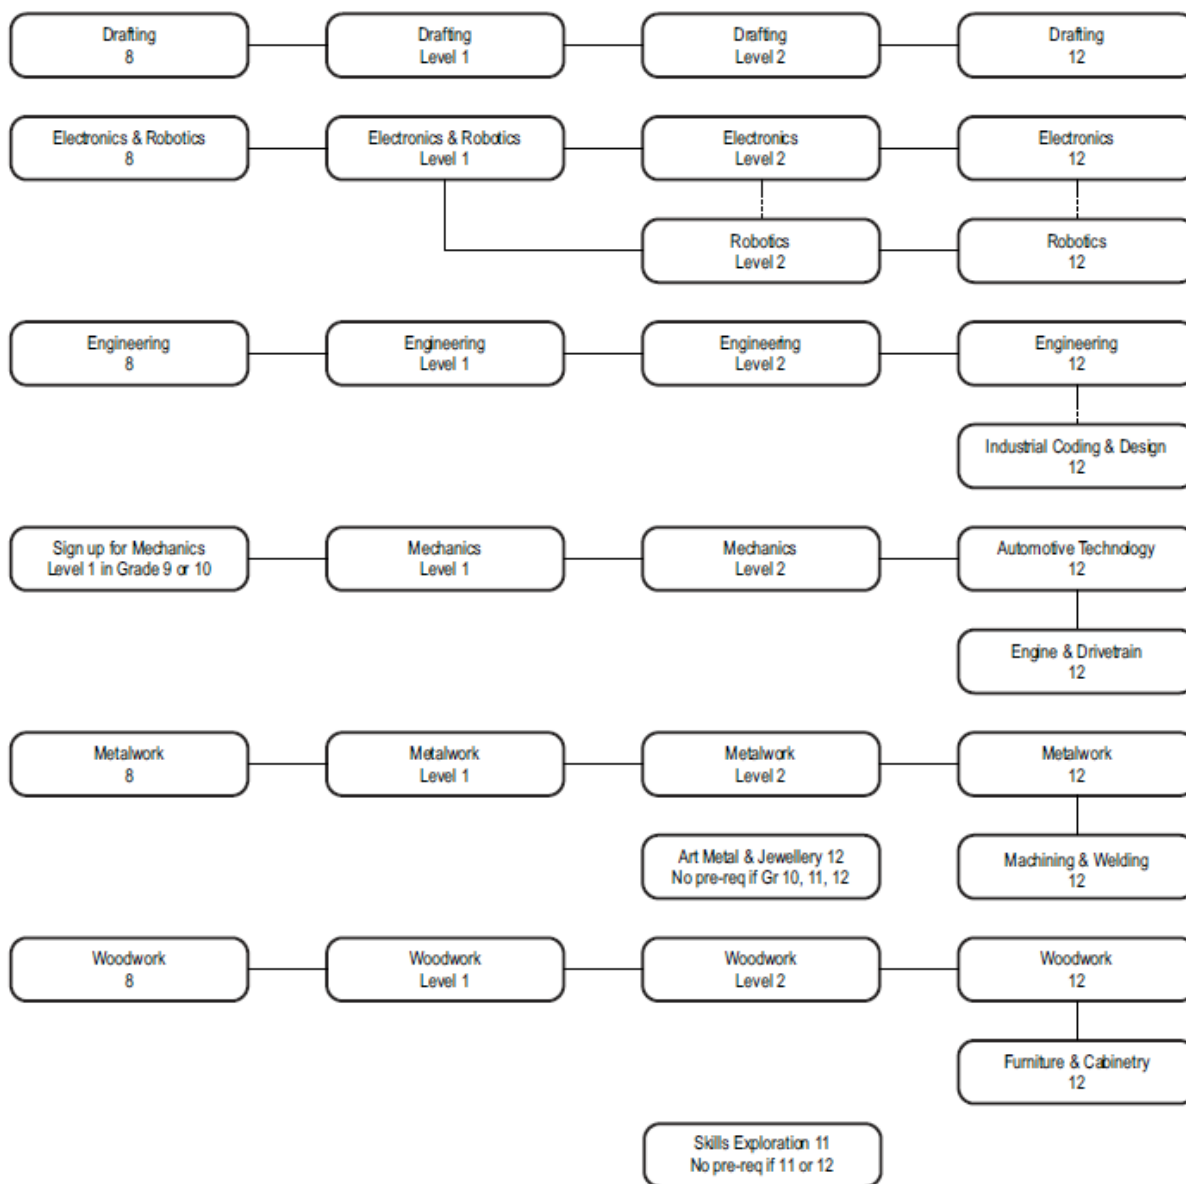 Drafting
8
Drafting
Level 1
Drafting
Level 2
Drafting
12
Electronics & Robotics
8
Electronics & Robotics
Level 1
Electronics
Level 2
Electronics
12
Robotics
Level 2
Robotics
12
Engineering
8
Engineering
Level 1
Engineering
Level 2
Engineering
12
Industrial Coding & Design
12
Sign up for Mechanics
Level 1 in Grade 9 or 10
Mechanics
Level 1
Mechanics
Level 2
Automotive Technology
12
Engine & Drivetrain
12
Metalwork
8
Metalwork
Level 1
Metalwork
Level 2
Metalwork
12
Art Metal & Jewellery 12
No pre-req if Gr 10, 11, 12
Machining & Welding
12
Woodwork
8
Woodwork
Level 1
Woodwork
Level 2
Woodwork
12
Furniture & Cabinetry
12
Skills Exploration 11
No pre-req if 11 or 12